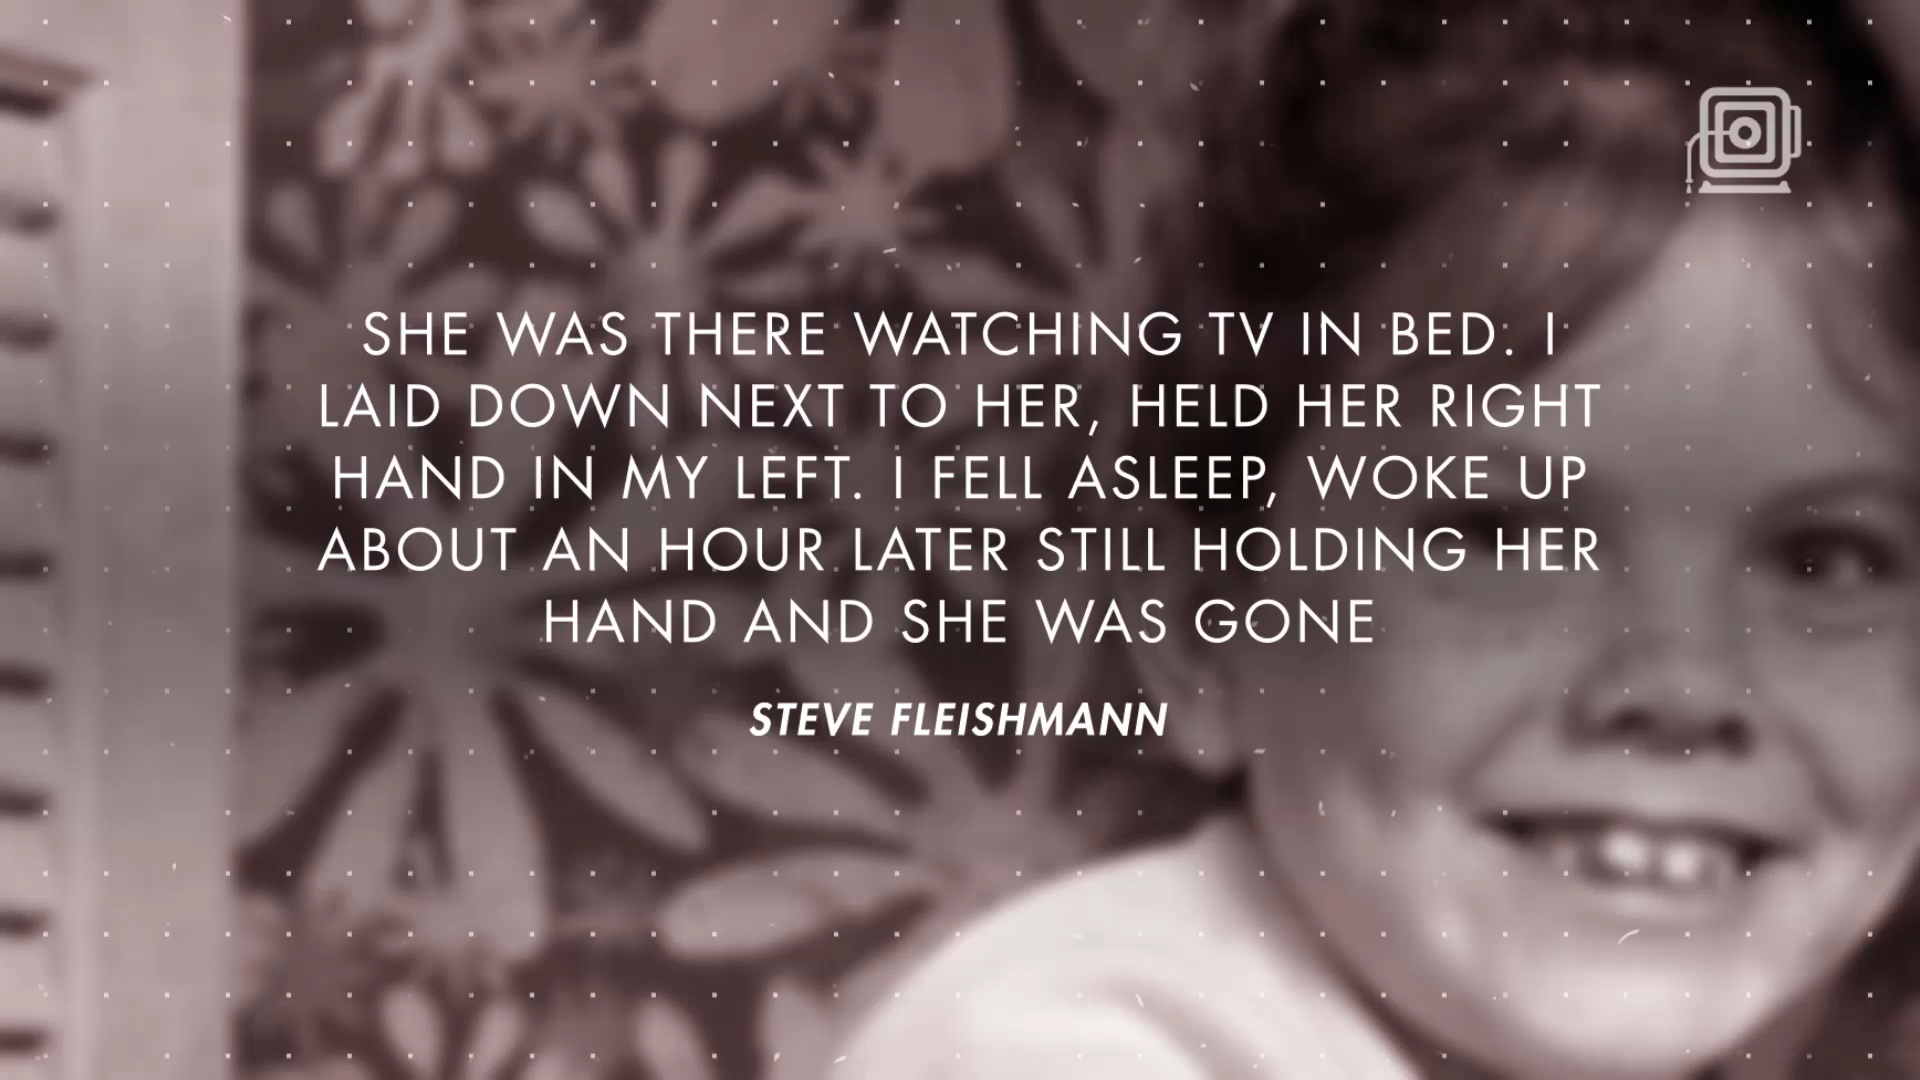 SHE WAS THERE WATCHING TV IN BED. I
LAID DOWN NEXT TO HER, HELD HER RIGHT
HAND IN MY LEFT. I FELL ASLEEP, WOKE UP
ABOUT AN HOUR LATER STILL HOLDING HER
HAND AND SHE WAS GONE
STEVE FLEISHMANN